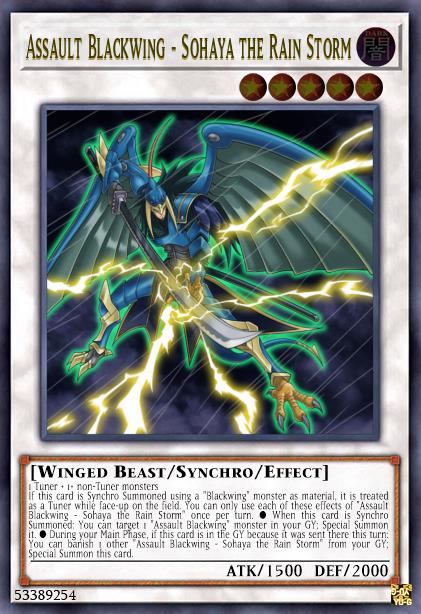 ASSAULT BLACKWING - SOHAYA THE RAIN STORM
DARK
闇
[WINGED BEAST/SYNCHRO/EFFECT]
1 Tuner + 1+ non-Tuner monsters
If this card is Synchro Summoned using a "Blackwing" monster as material, it is treated
as a Tuner while face-up on the field. You can only use each of these effects of "Assault
Blackwing - Sohaya the Rain Storm" once per turn. ● When this card is Synchro
Summoned: You can target 1 "Assault Blackwing" monster in your GY; Special Summon
it. ● During your Main Phase, if this card is in the GY because it was sent there this turn:
You can banish 1 other "Assault Blackwing - Sohaya the Rain Storm" from your GY;
Special Summon this card.
ATK/1500 DEF/2000
53389254